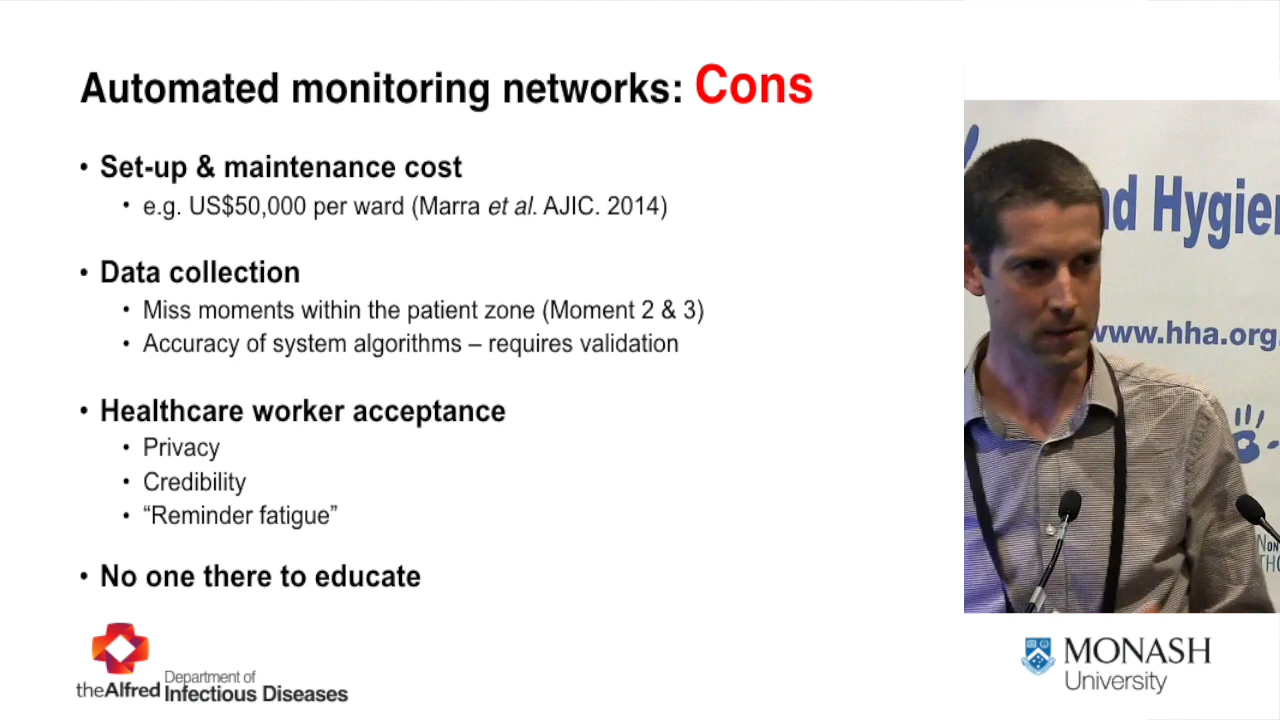 Automated monitoring networks: Cons
• Set-up & maintenance cost
• e.g. US$50,000 per ward (Marra et al. AJIC. 2014)
• Data collection
• Miss moments within the patient zone (Moment 2 & 3)
• Accuracy of system algorithms – requires validation
• Healthcare worker acceptance
• Privacy
• Credibility
• “Reminder fatigue”
• No one there to educate
theAlfred
Department of
Infectious Diseases
nd Hygien
www.hha.org.
MONASH
University